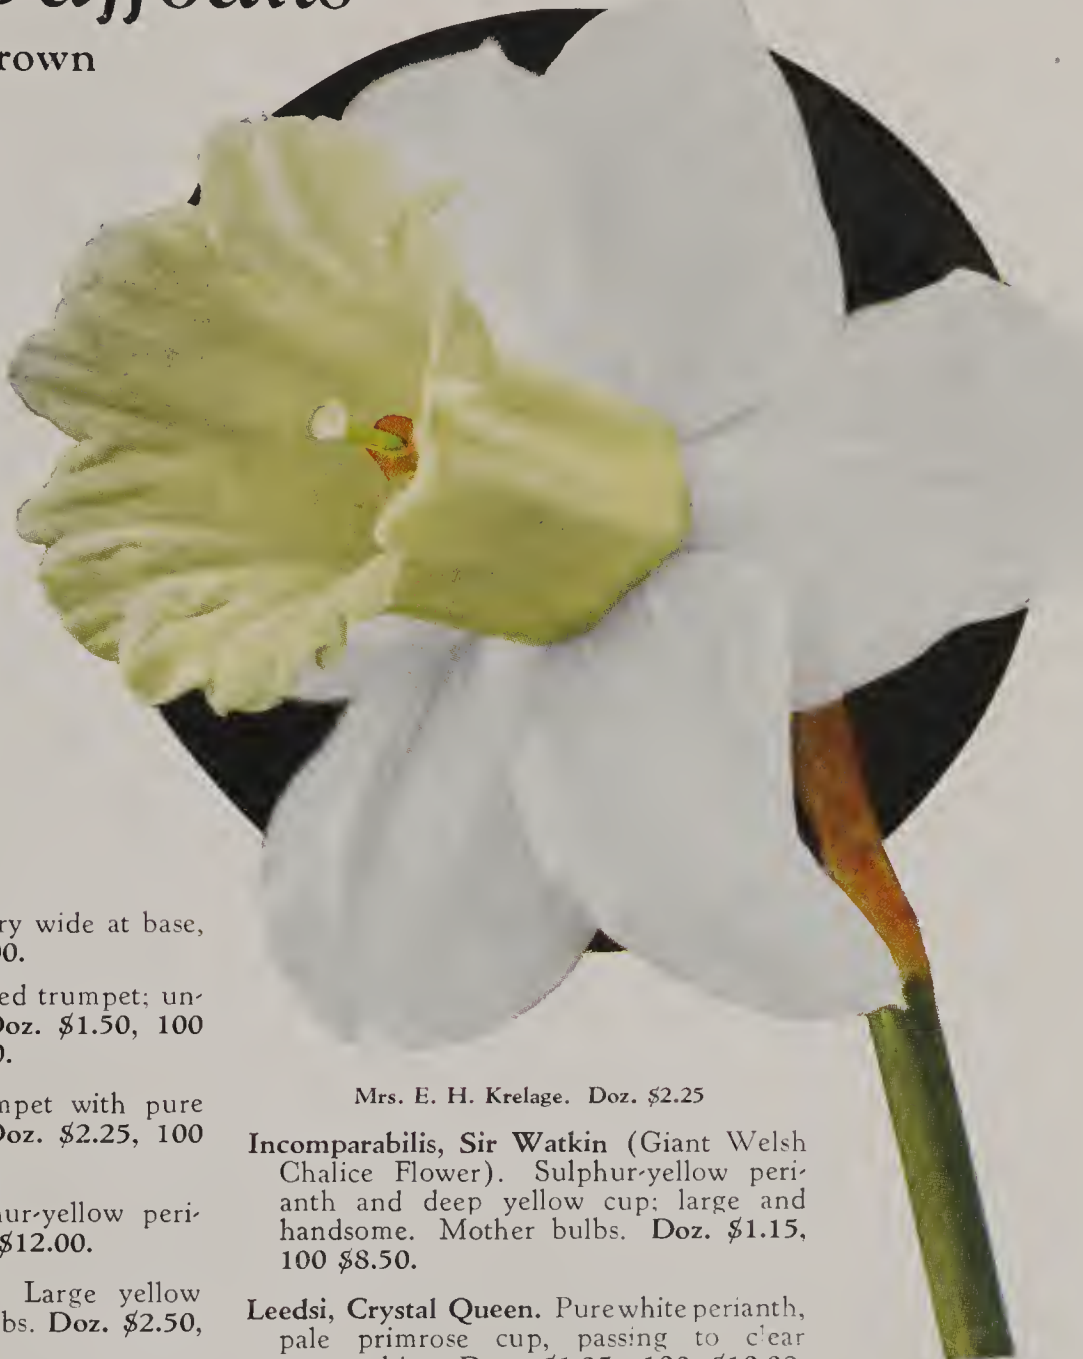 rown
ry wide at base,
00.
ed trumpet; un-
Doz. $1.50, 100
0.
mpet with pure
Doz. $2.25, 100
ur-yellow peri-
$12.00.
Large yellow
bs. Doz. $2.50,
Mrs. E. H. Krelage. Doz. $2.25
Incomparabilis, Sir Watkin (Giant Welsh
Chalice Flower). Sulphur-yellow peri-
anth and deep yellow cup; large and
handsome. Mother bulbs. Doz. $1.15,
100 $8.50.
Leedsi, Crystal Queen. Pure white perianth,
pale primrose cup, passing to clear